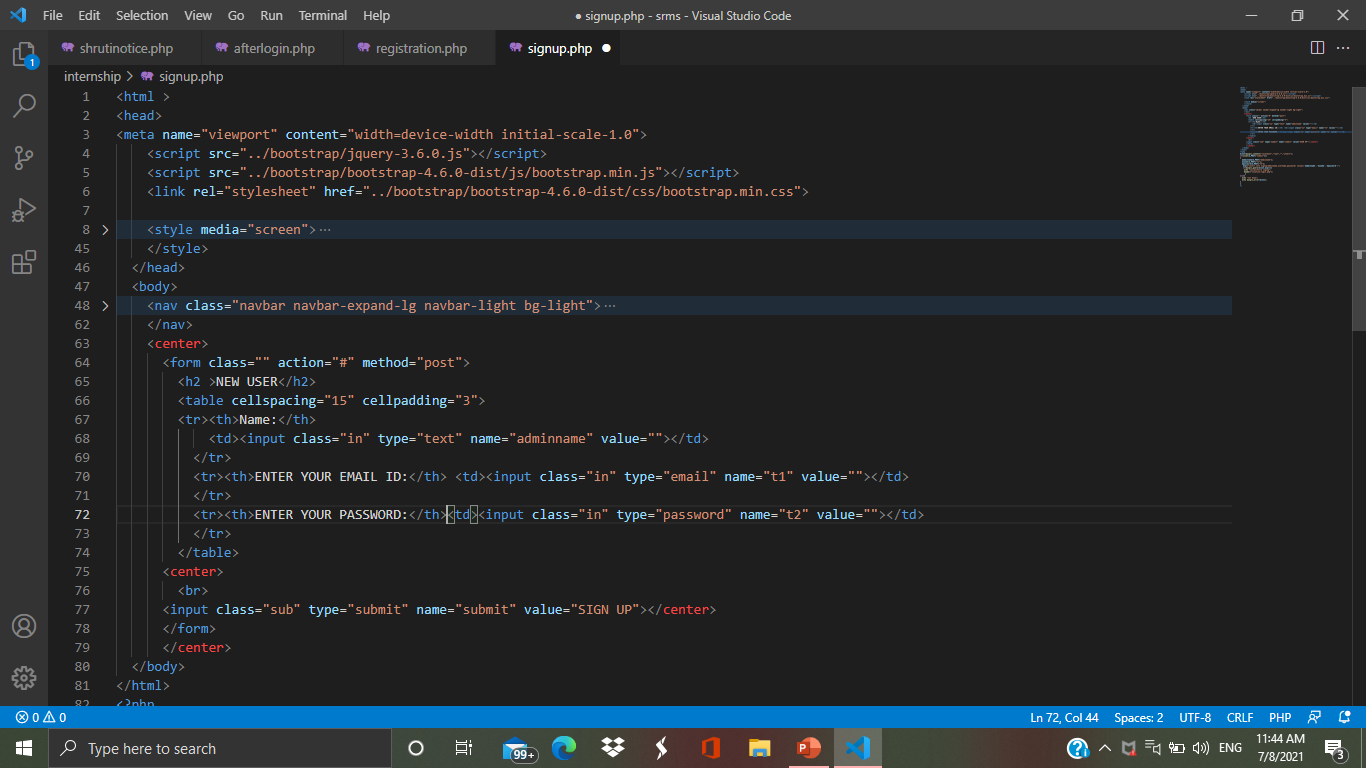 File Edit Selection View Go Run Terminal Help ● signup.php - srms - Visual Studio Code
shrutinotice.php afterlogin.php registration.php signup.php ●
internship > signup.php
1 <html >
2 <head>
3 <meta name="viewport" content="width=device-width initial-scale=1.0">
4 <script src="../bootstrap/jquery-3.6.0.js"></script>
5 <script src="../bootstrap/bootstrap-4.6.0-dist/js/bootstrap.min.js"></script>
6 <link rel="stylesheet" href="../bootstrap/bootstrap-4.6.0-dist/css/bootstrap.min.css">
7
8 <style media="screen">···
45 </style>
46 </head>
47 <body>
48 <nav class="navbar navbar-expand-lg navbar-light bg-light">···
62 </nav>
63 <center>
64 <form class="" action="#" method="post">
65 <h2 >NEW USER</h2>
66 <table cellspacing="15" cellpadding="3">
67 <tr><th>Name:</th>
68 <td><input class="in" type="text" name="adminname" value=""></td>
69 </tr>
70 <tr><th>ENTER YOUR EMAIL ID:</th> <td><input class="in" type="email" name="t1" value=""></td>
71 </tr>
72 <tr><th>ENTER YOUR PASSWORD:</th><td><input class="in" type="password" name="t2" value=""></td>
73 </tr>
74 </table>
75 <center>
76 <br>
77 <input class="sub" type="submit" name="submit" value="SIGN UP"></center>
78 </form>
79 </center>
80 </body>
81 </html>
82 <?php
1
0 0 Ln 72, Col 44 Spaces: 2 UTF-8 CRLF PHP
Type here to search 99+ ENG 11:44 AM
7/8/2021 3